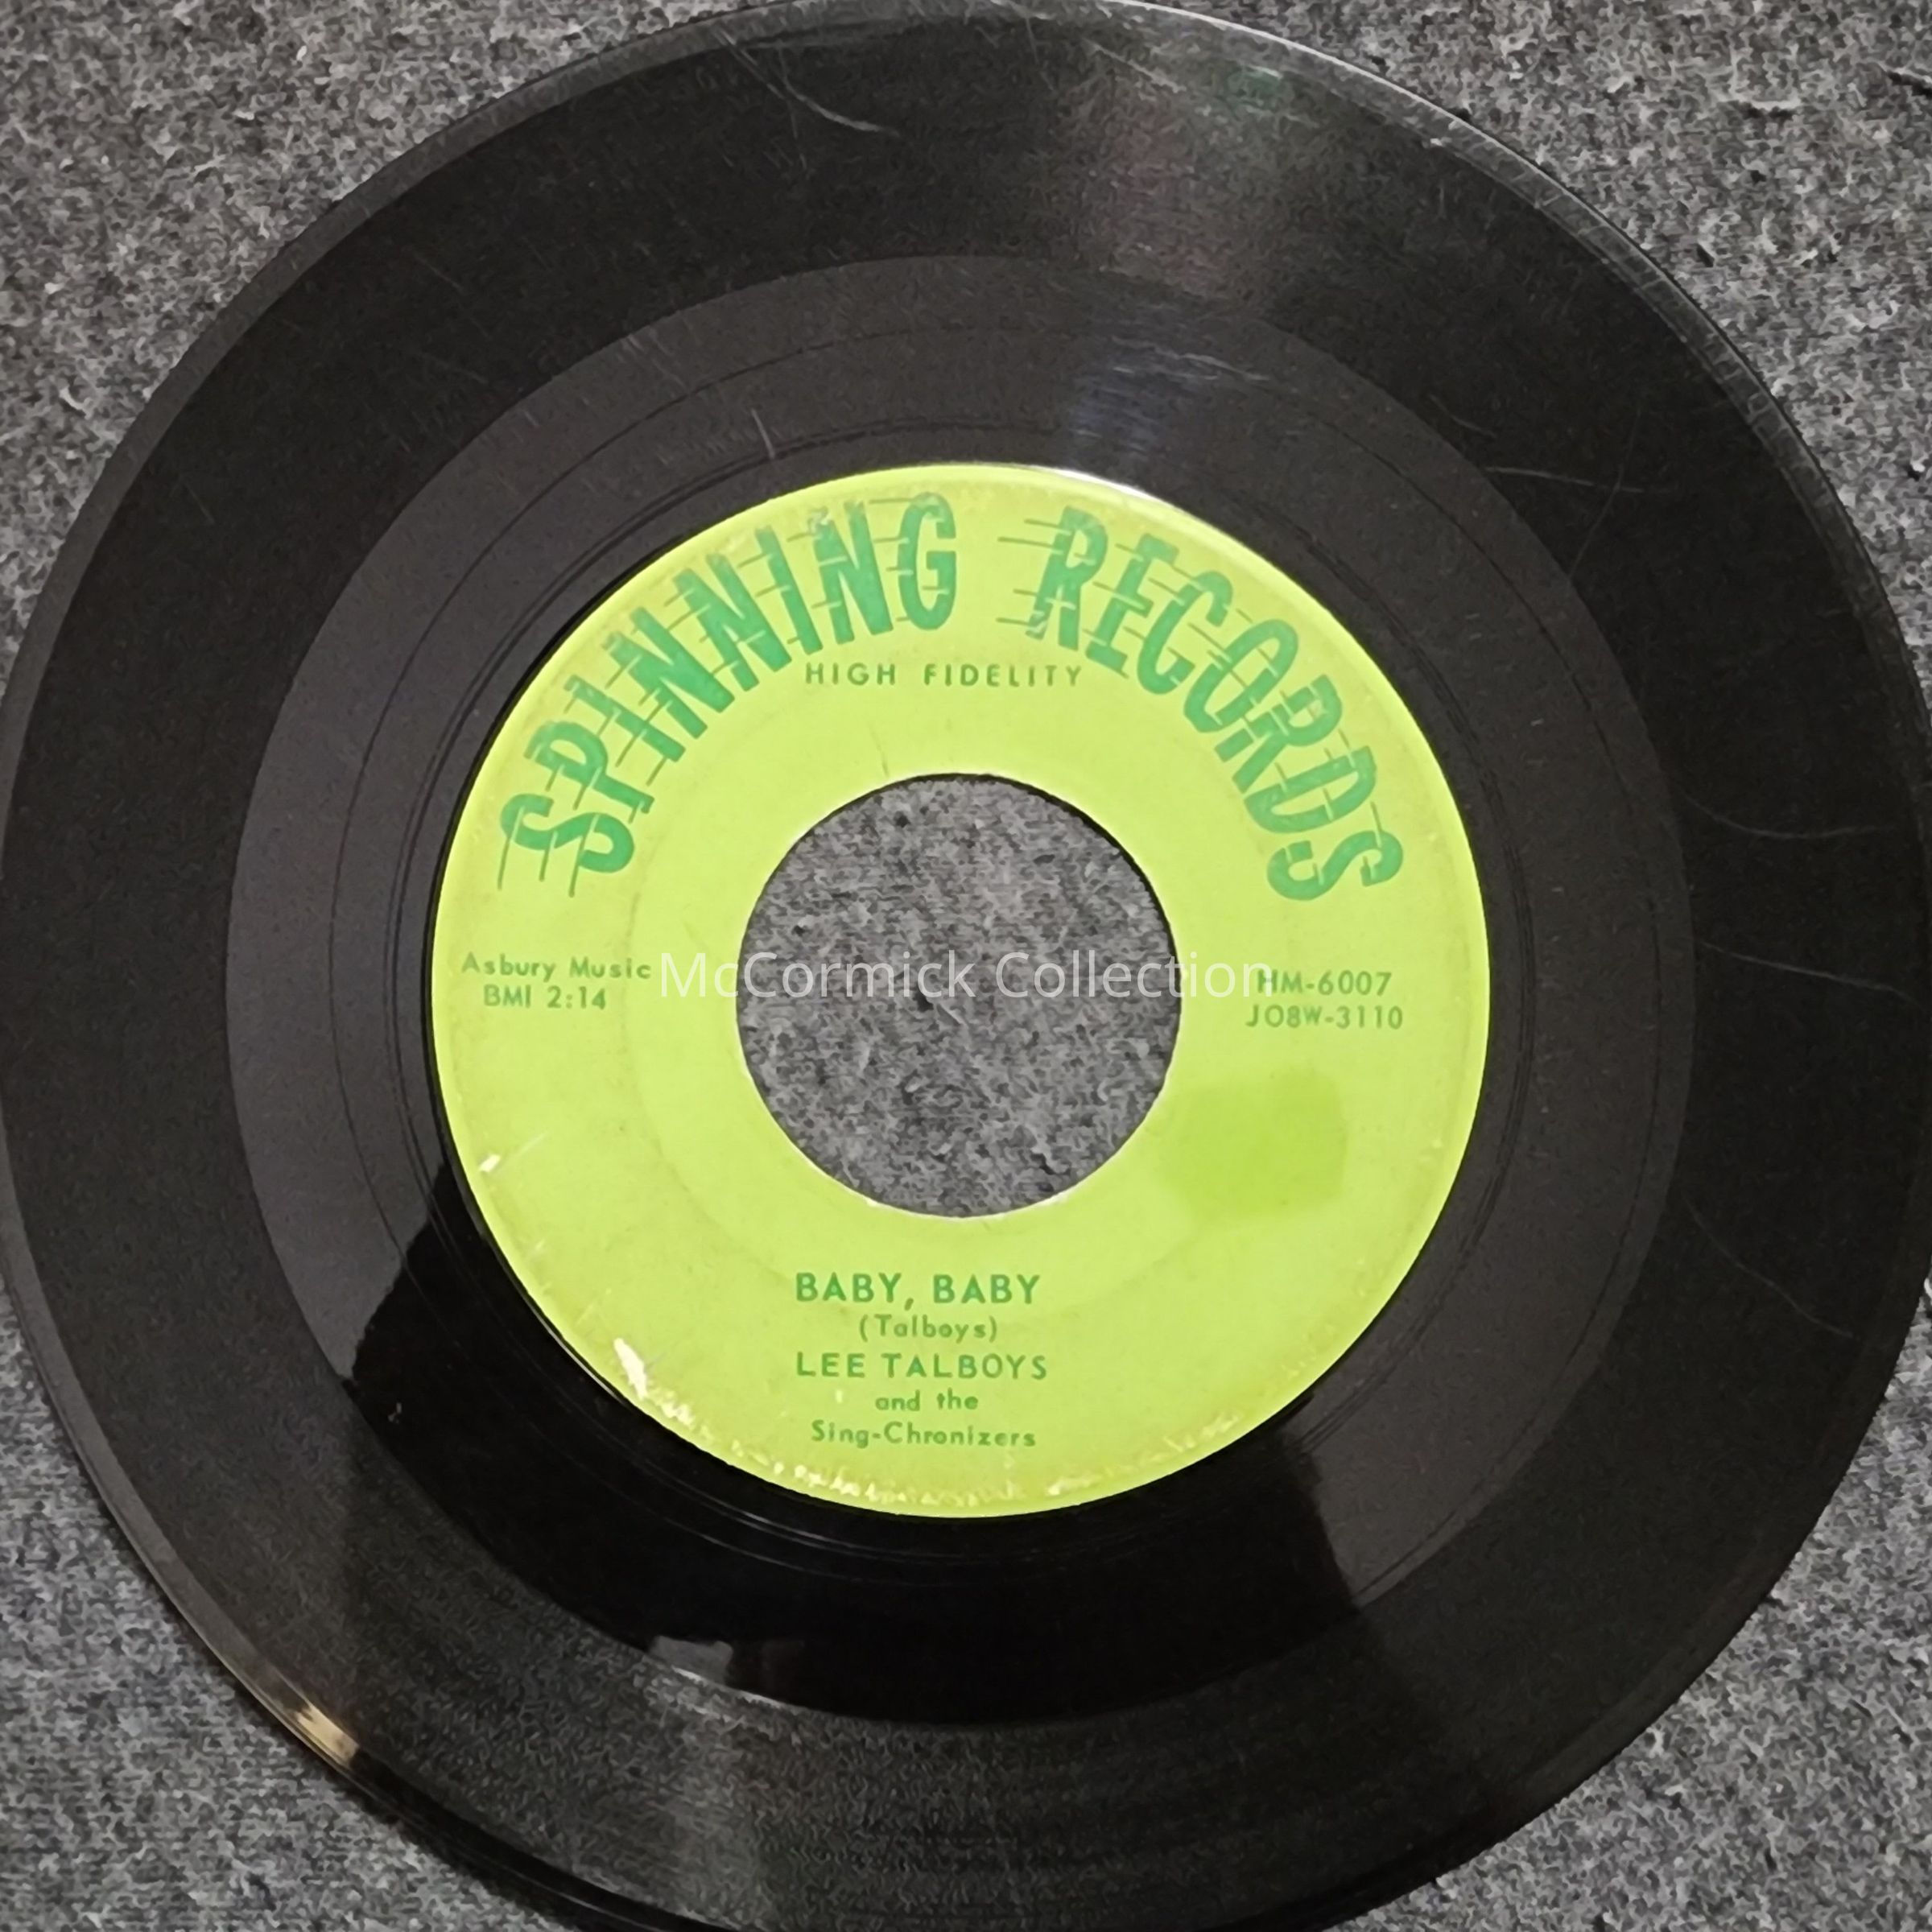 SPINNING RECORDS
HIGH FIDELITY
Asbury Music
BMI 2:14
McCormick Collection
HM-6007
JO8W-3110
BABY, BABY
(Talboys)
LEE TALBOYS
and the
Sing-Chronizers